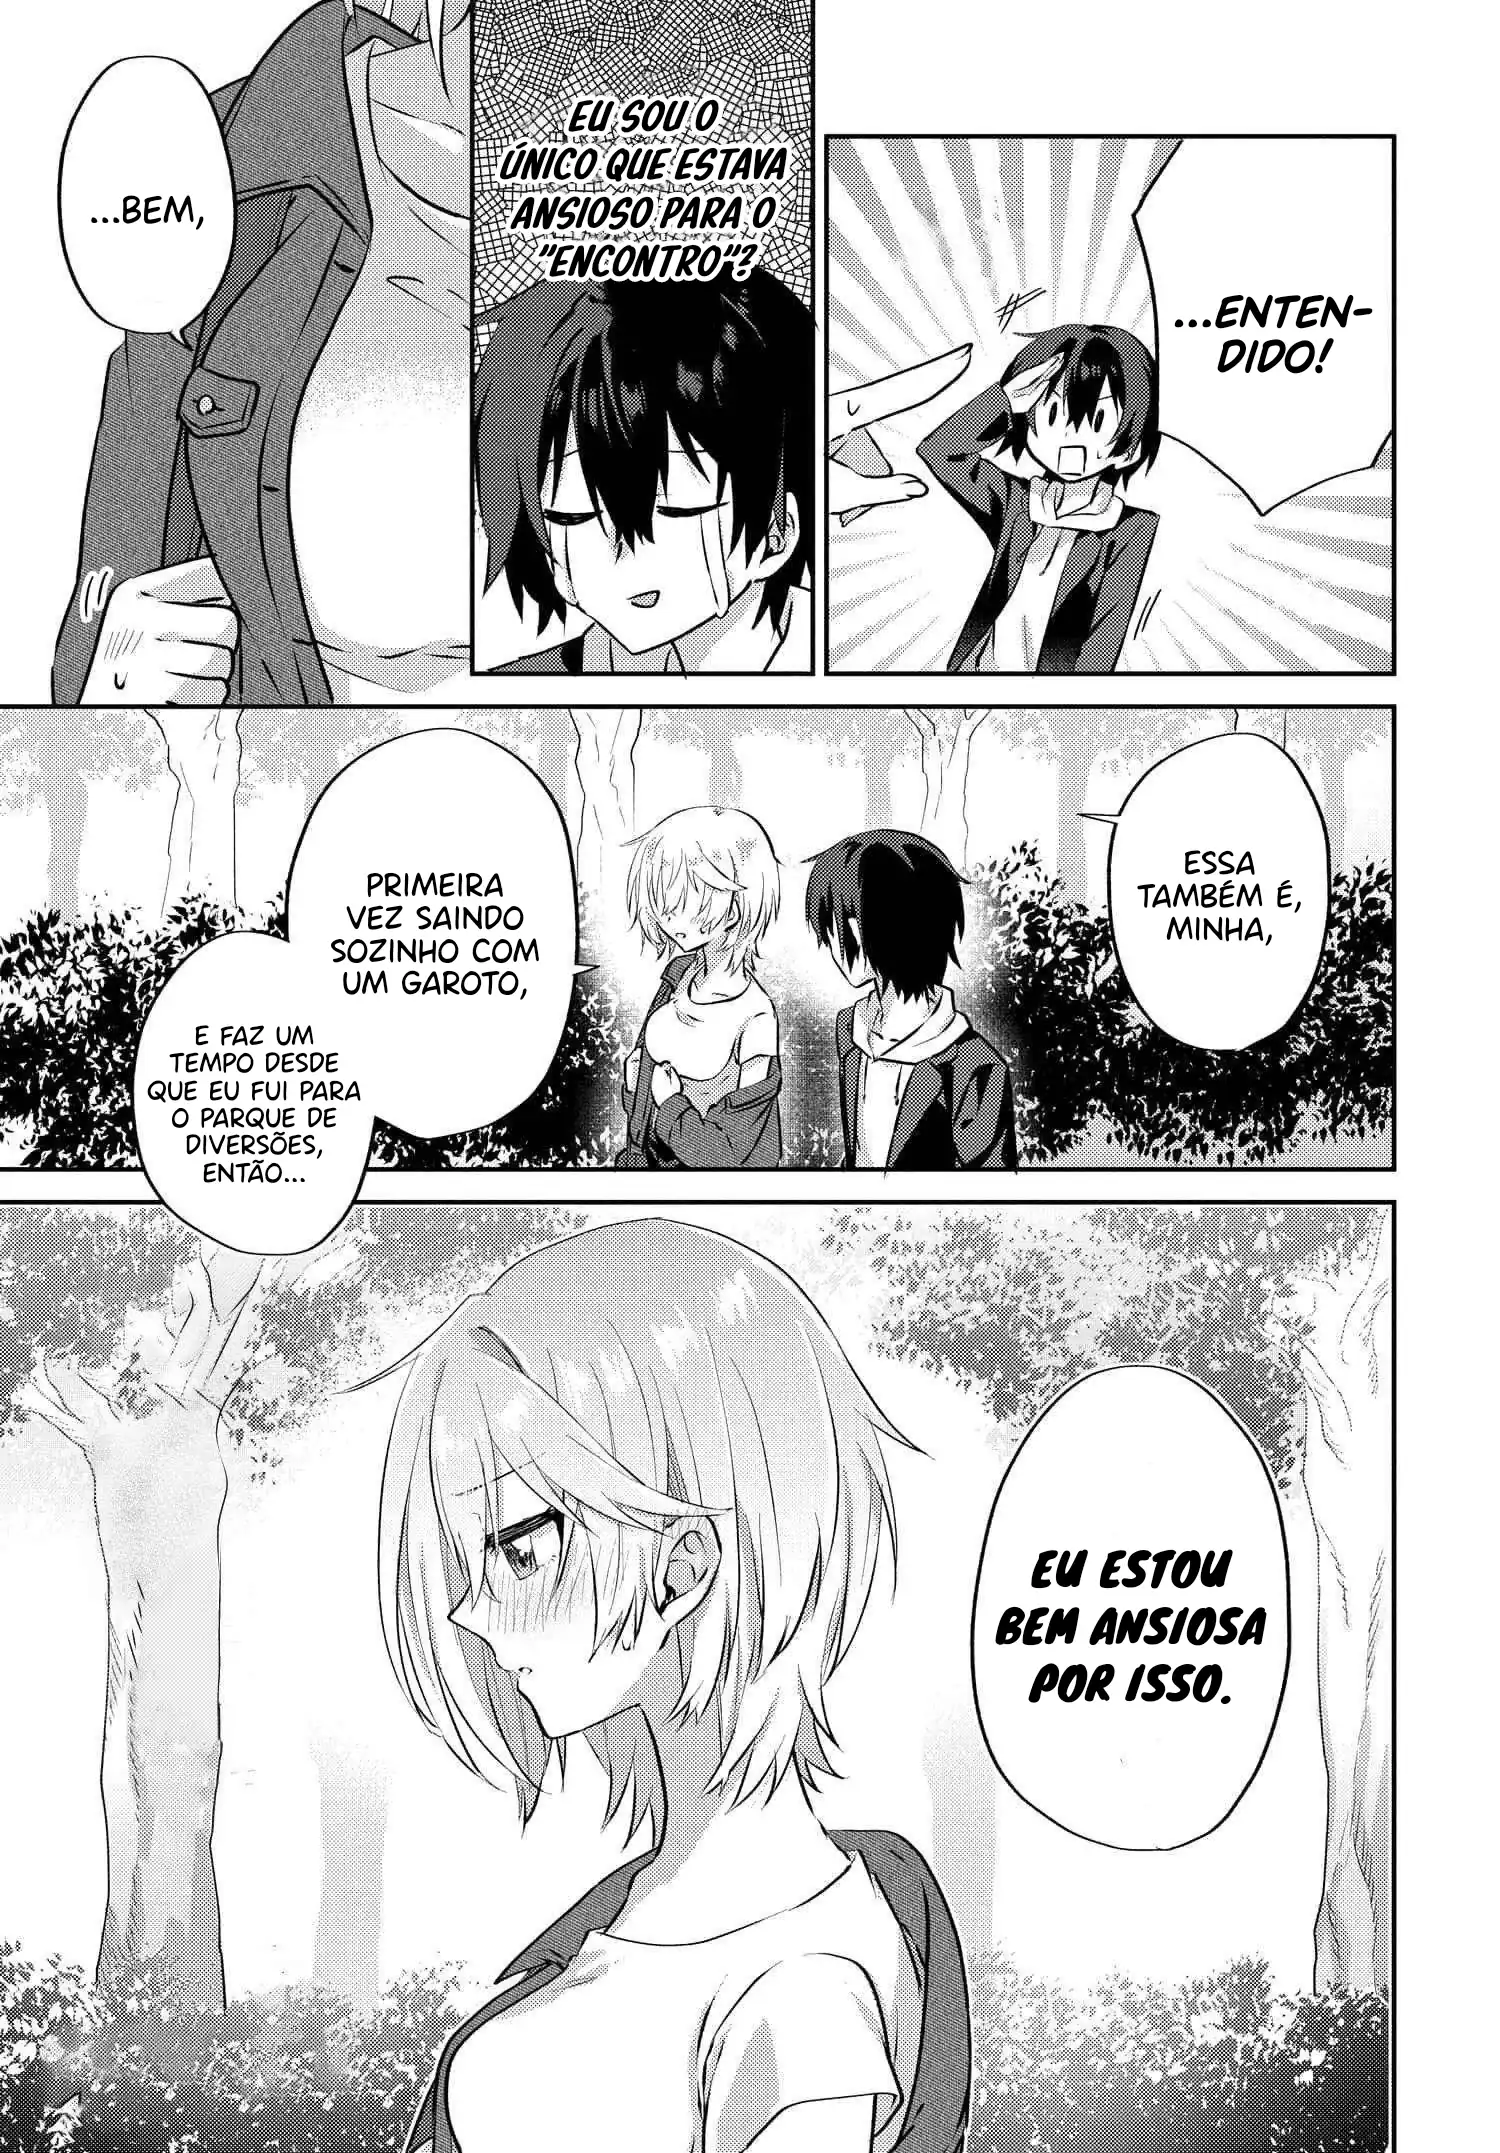 ...ENTEN-
DIDO!
EU SOU O
ÚNICO QUE ESTAVA
ANSIOSO PARA O
"ENCONTRO"?
...BEM,
ESSA
TAMBÉM É,
MINHA,
PRIMEIRA
VEZ SAINDO
SOZINHO COM
UM GAROTO,
E FAZ UM
TEMPO DESDE
QUE EU FUI PARA
O PARQUE DE
DIVERSÕES,
ENTÃO...
EU ESTOU
BEM ANSIOSA
POR ISSO.